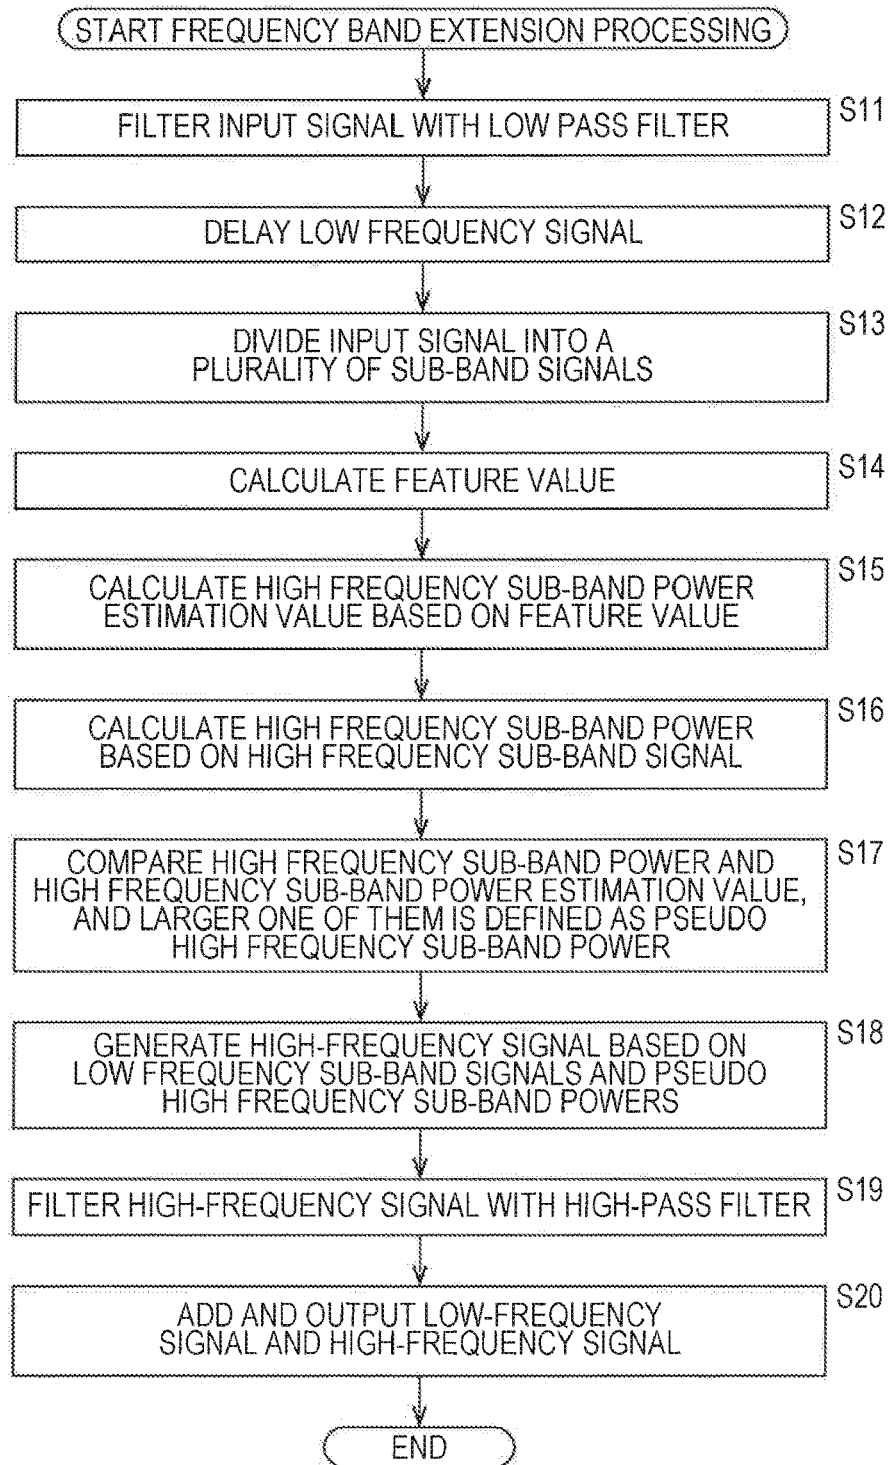 START FREQUENCY BAND EXTENSION PROCESSING
S11
FILTER INPUT SIGNAL WITH LOW PASS FILTER
S12
DELAY LOW FREQUENCY SIGNAL
S13
DIVIDE INPUT SIGNAL INTO A
PLURALITY OF SUB-BAND SIGNALS
S14
CALCULATE FEATURE VALUE
S15
CALCULATE HIGH FREQUENCY SUB-BAND POWER
ESTIMATION VALUE BASED ON FEATURE VALUE
S16
CALCULATE HIGH FREQUENCY SUB-BAND POWER
BASED ON HIGH FREQUENCY SUB-BAND SIGNAL
S17
COMPARE HIGH FREQUENCY SUB-BAND POWER AND
HIGH FREQUENCY SUB-BAND POWER ESTIMATION VALUE,
AND LARGER ONE OF THEM IS DEFINED AS PSEUDO
HIGH FREQUENCY SUB-BAND POWER
S18
GENERATE HIGH-FREQUENCY SIGNAL BASED ON
LOW FREQUENCY SUB-BAND SIGNALS AND PSEUDO
HIGH FREQUENCY SUB-BAND POWERS
S19
FILTER HIGH-FREQUENCY SIGNAL WITH HIGH-PASS FILTER
S20
ADD AND OUTPUT LOW-FREQUENCY
SIGNAL AND HIGH-FREQUENCY SIGNAL
END